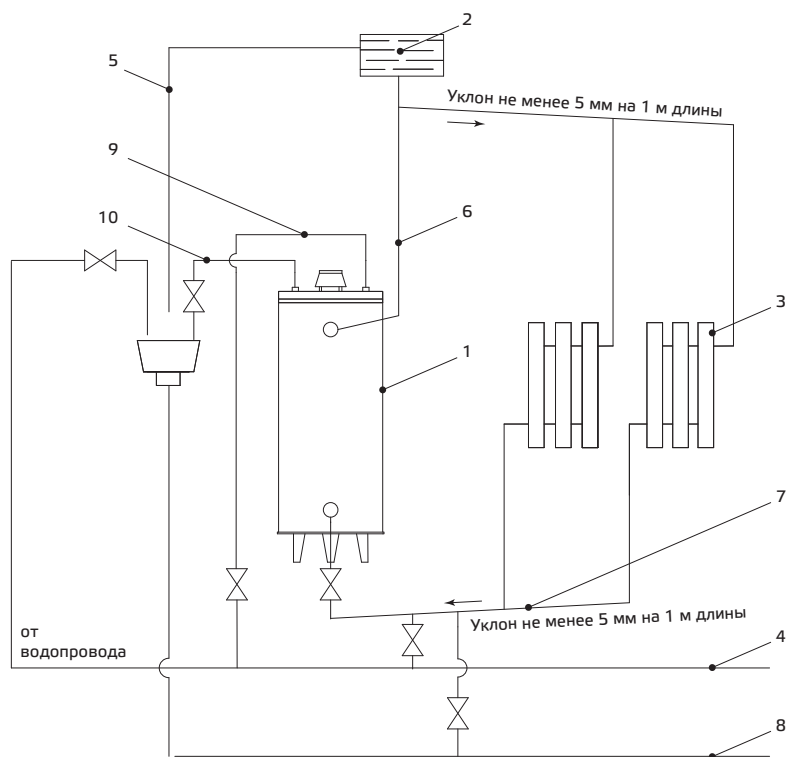 2
5
Уклон не менее 5 мм на 1 м длины
9
10
6
3
1
7
Уклон не менее 5 мм на 1 м длины
от
водопровода
4
8